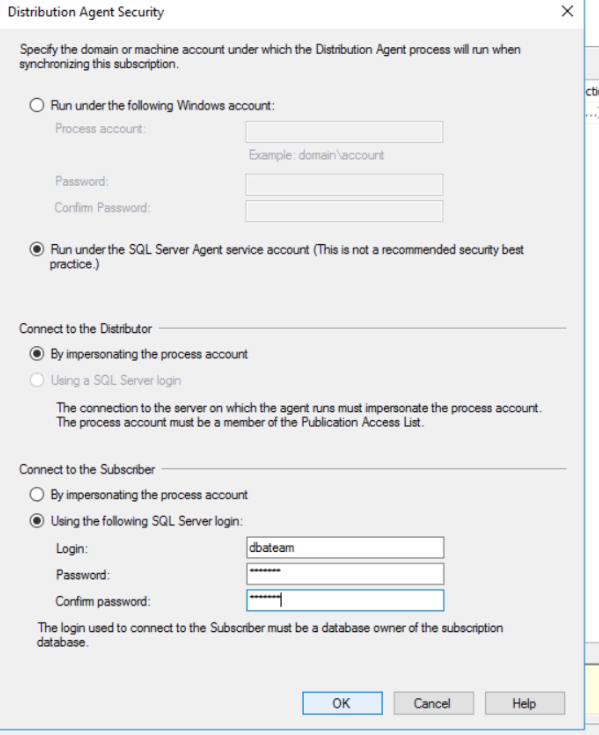 Distribution Agent Security
Specify the domain or machine account under which the Distribution Agent process will run when
synchronizing this subscription.
cti
...)
Run under the following Windows account:
Process account:
Example: domain\account
Password:
Confirm Password:
Run under the SQL Server Agent service account (This is not a recommended security best
practice.)
Connect to the Distributor
By impersonating the process account
Using a SQL Server login
The connection to the server on which the agent runs must impersonate the process account.
The process account must be a member of the Publication Access List.
Connect to the Subscriber
By impersonating the process account
Using the following SQL Server login:
Login: dbateam
Password: *******
Confirm password: *******
The login used to connect to the Subscriber must be a database owner of the subscription
database.
OK Cancel Help